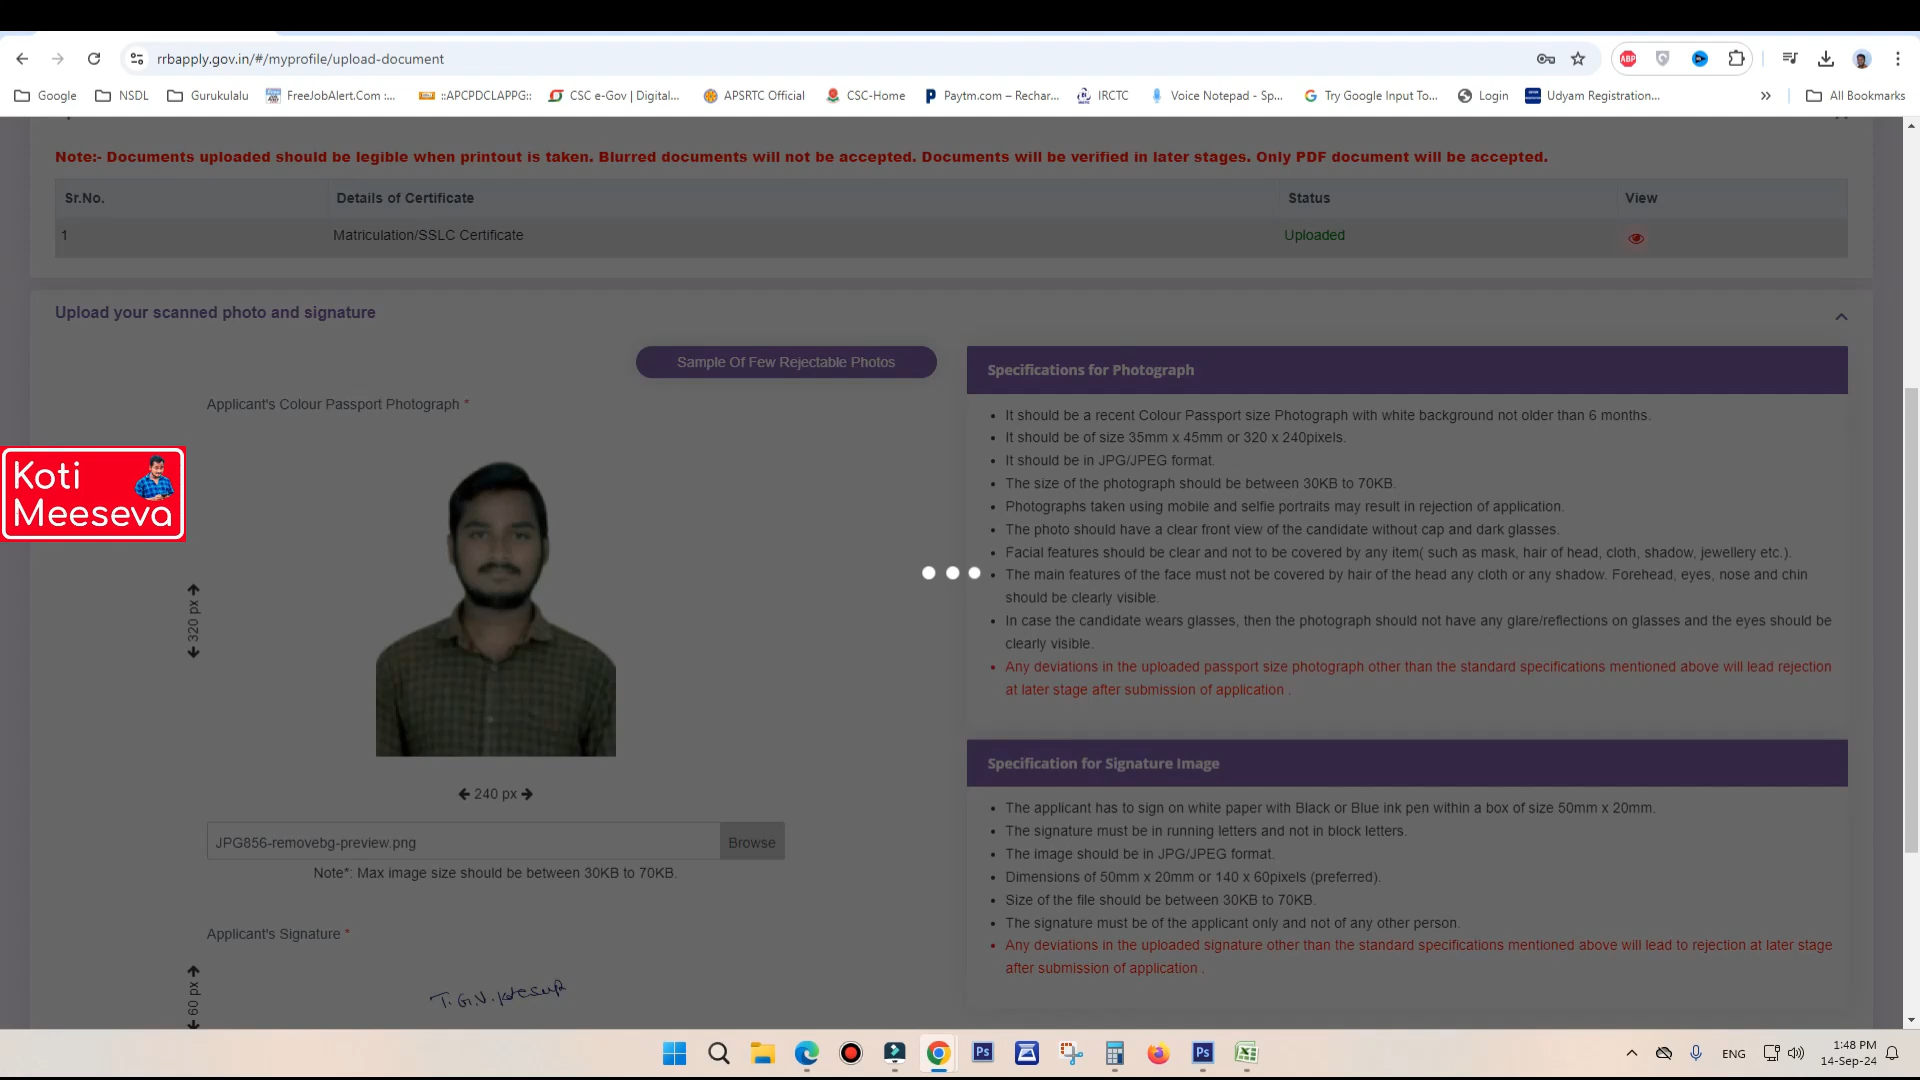 rrbapply.gov.in/#/myprofile/upload-document
ABP
Google
NSDL
Gurukulalu
FreeJobAlert.Com :...
::APCPDCLAPPG::
CSC e-Gov | Digital...
APSRTC Official
CSC-Home
Paytm.com – Rechar...
IRCTC
Voice Notepad - Sp...
Try Google Input To...
Login
Udyam Registration...
»
All Bookmarks
Note:- Documents uploaded should be legible when printout is taken. Blurred documents will not be accepted. Documents will be verified in later stages. Only PDF document will be accepted.
Sr.No. Details of Certificate Status View
1 Matriculation/SSLC Certificate Uploaded
Upload your scanned photo and signature
Sample Of Few Rejectable Photos
Applicant's Colour Passport Photograph *
Koti
Meeseva
320 px
240 px
JPG856-removebg-preview.png Browse
Note*: Max image size should be between 30KB to 70KB.
Applicant's Signature *
60 px
Specifications for Photograph
• It should be a recent Colour Passport size Photograph with white background not older than 6 months.
• It should be of size 35mm x 45mm or 320 x 240pixels.
• It should be in JPG/JPEG format.
• The size of the photograph should be between 30KB to 70KB.
• Photographs taken using mobile and selfie portraits may result in rejection of application.
• The photo should have a clear front view of the candidate without cap and dark glasses.
• Facial features should be clear and not to be covered by any item( such as mask, hair of head, cloth, shadow, jewellery etc.).
• The main features of the face must not be covered by hair of the head any cloth or any shadow. Forehead, eyes, nose and chin
should be clearly visible.
• In case the candidate wears glasses, then the photograph should not have any glare/reflections on glasses and the eyes should be
clearly visible.
• Any deviations in the uploaded passport size photograph other than the standard specifications mentioned above will lead rejection
at later stage after submission of application .
Specification for Signature Image
• The applicant has to sign on white paper with Black or Blue ink pen within a box of size 50mm x 20mm.
• The signature must be in running letters and not in block letters.
• The image should be in JPG/JPEG format.
• Dimensions of 50mm x 20mm or 140 x 60pixels (preferred).
• Size of the file should be between 30KB to 70KB.
• The signature must be of the applicant only and not of any other person.
• Any deviations in the uploaded signature other than the standard specifications mentioned above will lead to rejection at later stage
after submission of application .
Ps
Ps
ENG
1:48 PM
14-Sep-24